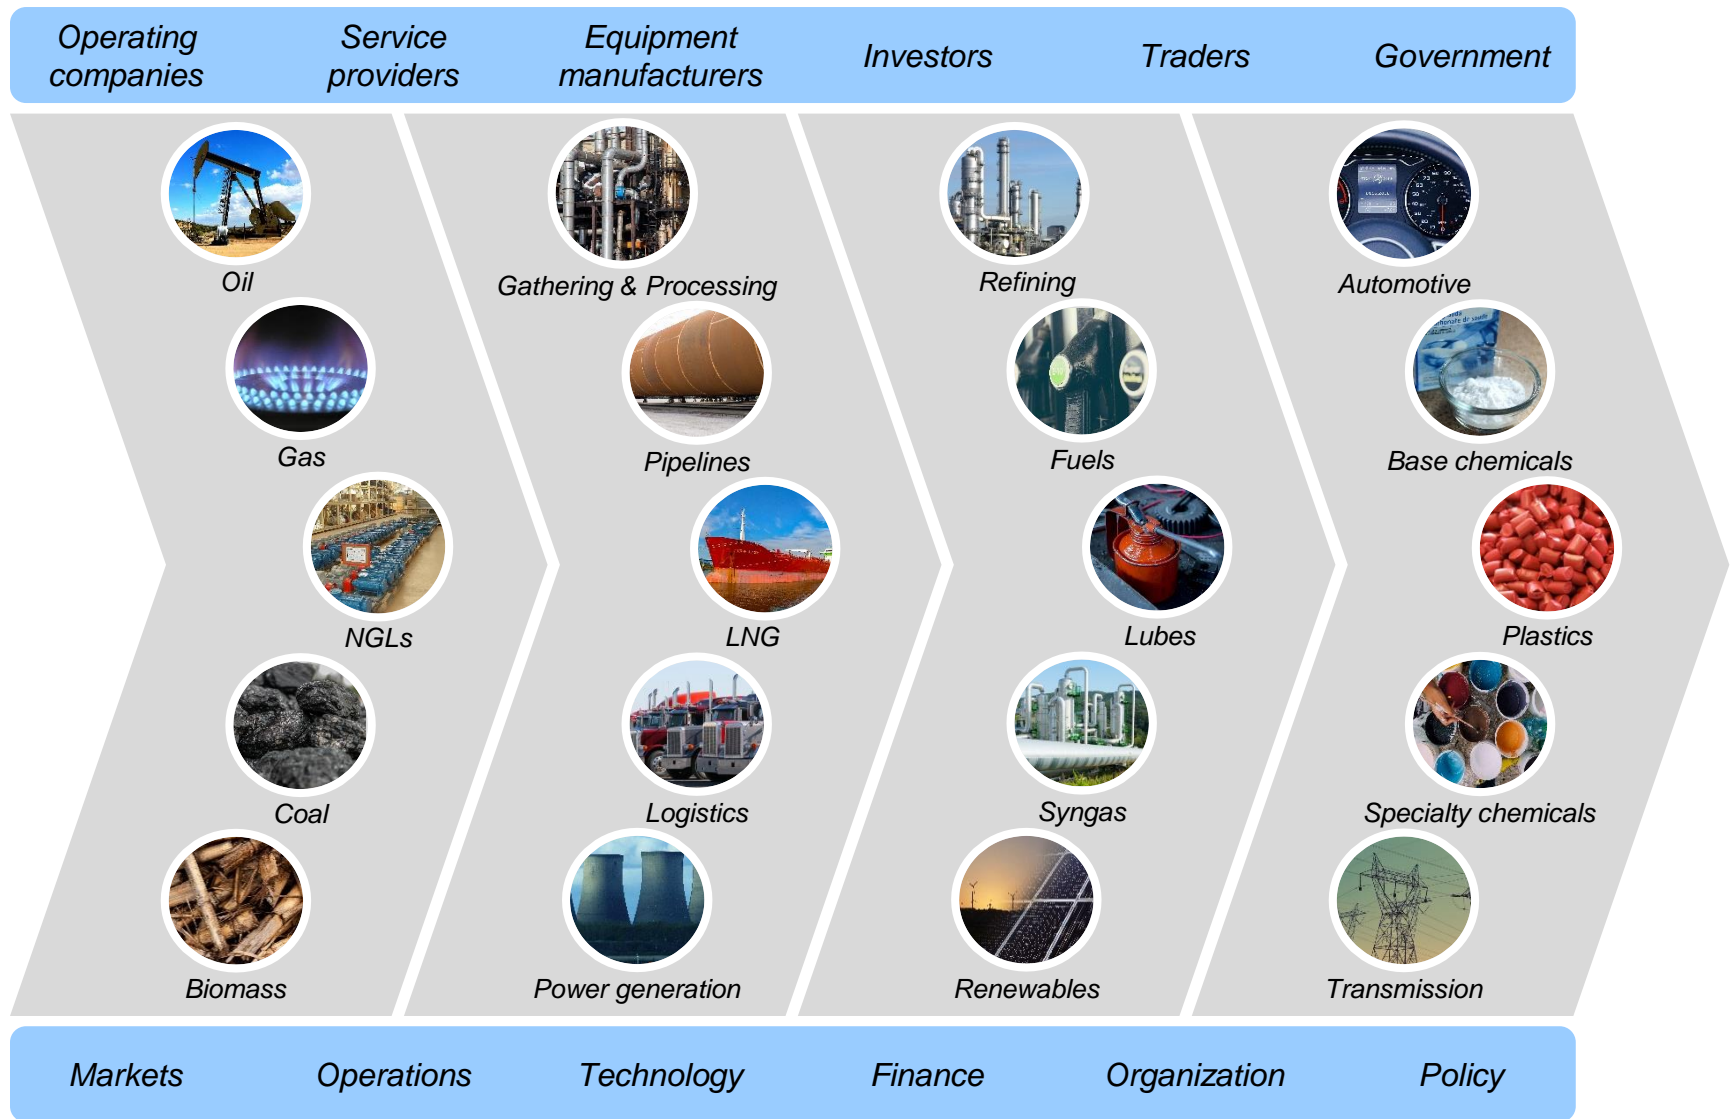 Operating
companies
Service
providers
Equipment
manufacturers
Investors
Traders
Government
Oil
Gas
NGLs
Coal
Biomass
Gathering & Processing
Pipelines
LNG
Logistics
Power generation
Refining
Fuels
Lubes
Syngas
Renewables
Automotive
Base chemicals
Plastics
Specialty chemicals
Transmission
Markets
Operations
Technology
Finance
Organization
Policy